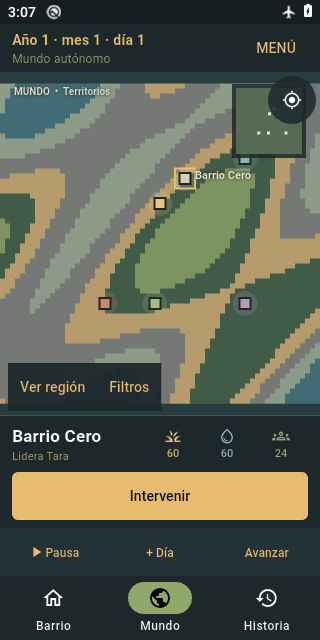 3:07
Año 1 · mes 1 · día 1
Mundo autónomo
MENÚ
MUNDO • Territorios
Barrio Cero
Ver región
Filtros
Barrio Cero
Lidera Tara
60
60
24
Intervenir
Pausa
+ Día
Avanzar
Barrio
Mundo
Historia